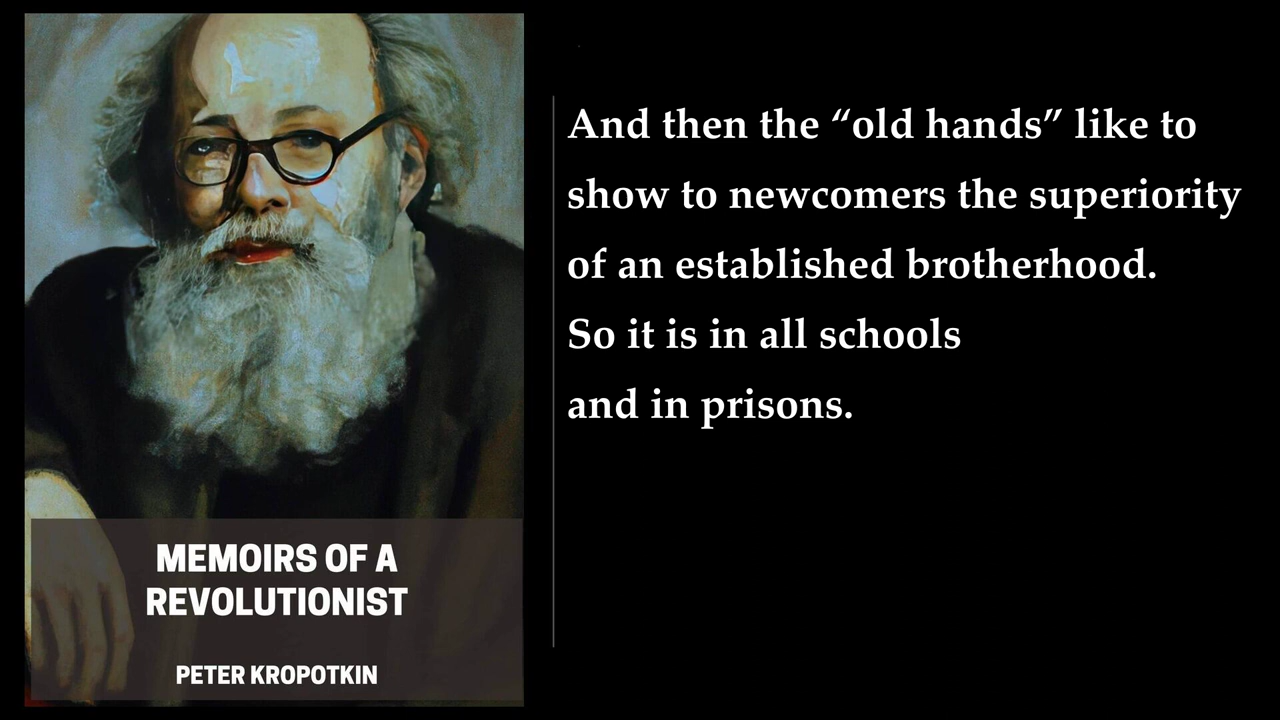 MEMOIRS OF A
REVOLUTIONIST
PETER KROPOTKIN
And then the “old hands” like to
show to newcomers the superiority
of an established brotherhood.
So it is in all schools
and in prisons.